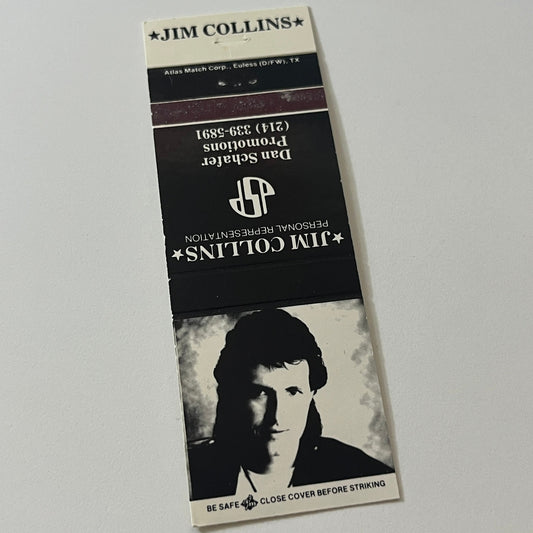 ★JIM COLLINS★
Atlas Match Corp., Euless (D/FW), TX
★JIM COLLINS★
PERSONAL REPRESENTATION
DSP
Dan Schafer
Promotions
(214) 339-5891
BE SAFE CLOSE COVER BEFORE STRIKING